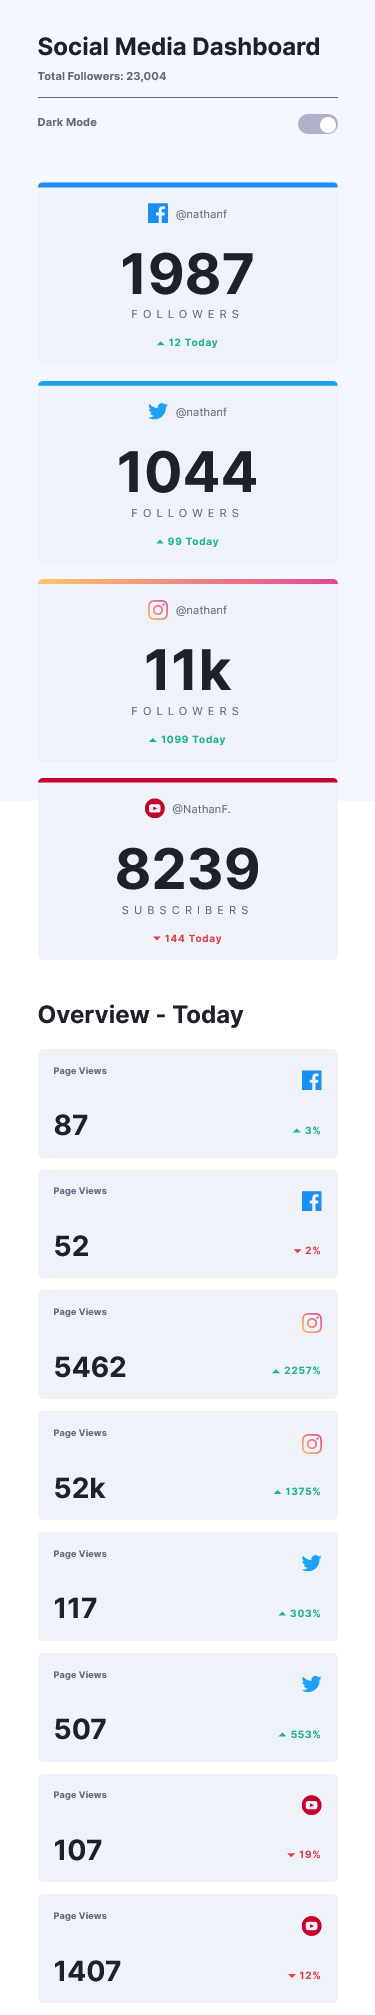 Social Media Dashboard
Total Followers: 23,004
Dark Mode
@nathanf
1987
FOLLOWERS
12 Today
@nathanf
1044
FOLLOWERS
99 Today
@nathanf
11k
FOLLOWERS
1099 Today
@NathanF.
8239
SUBSCRIBERS
144 Today
Overview - Today
Page Views
87
3%
Page Views
52
2%
Page Views
5462
2257%
Page Views
52k
1375%
Page Views
117
303%
Page Views
507
553%
Page Views
107
19%
Page Views
1407
12%